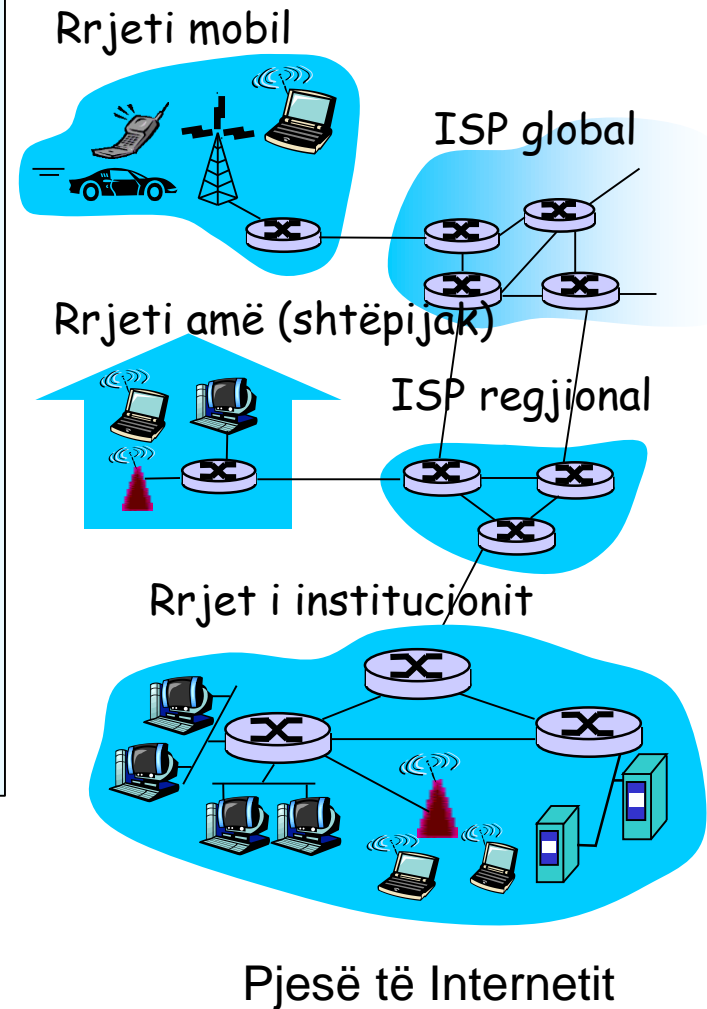 Rrjeti mobil
ISP global
Rrjeti amë (shtëpijak)
ISP regjional
Rrjet i institucionit
Pjesë të Internetit